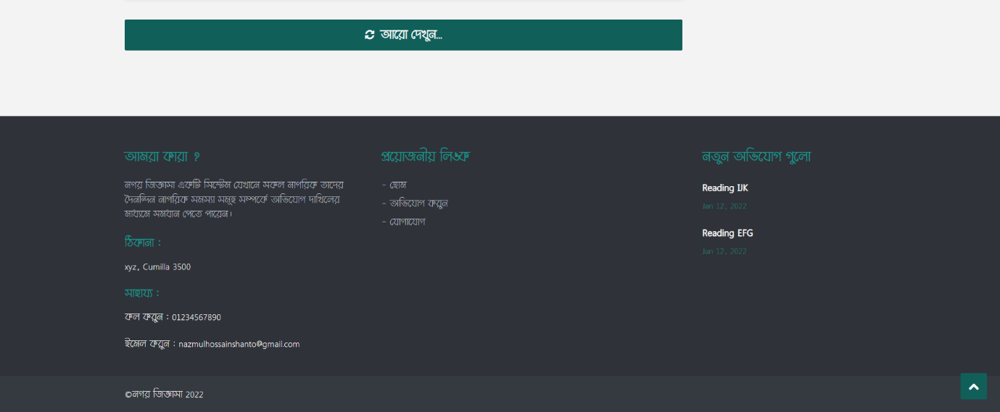 আরো দেখুন...
আমরা কারা ?
নগর জিজ্ঞাসা একটি সিস্টেম যেখানে সকল নাগরিক তাদের
দৈনন্দিন নাগরিক সমস্যা সমূহ সম্পর্কে অভিযোগ দাখিলের
মাধ্যমে সমধান পেতে পারেন।
ঠিকানা :
xyz, Cumilla 3500
সাহায্য :
কল করুন : 01234567890
ইমেল করুন : nazmulhossainshanto@gmail.com
প্রয়োজনীয় লিঙ্ক
- হোম
- অভিযোগ করুন
- যোগাযোগ
নতুন অভিযোগ গুলো
Reading IJK
Jan 12, 2022
Reading EFG
Jan 12, 2022
©নগর জিজ্ঞাসা 2022